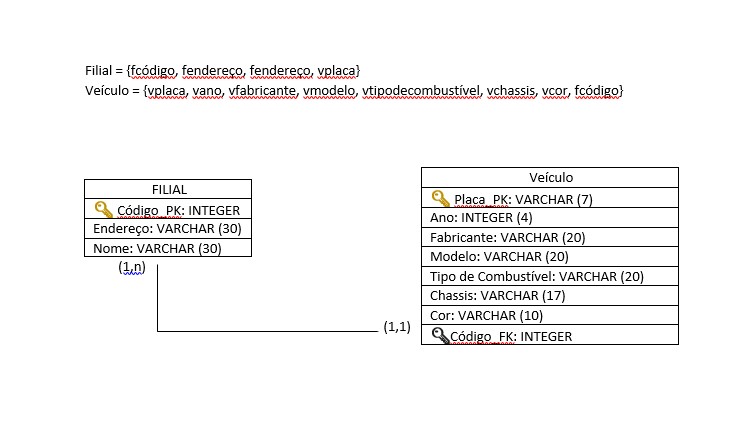 Filial = {fcódigo, fendereço, fendereço, vplaca}
Veículo = {vplaca, vano, vfabricante, vmodelo, vtipodecombustível, vchassis, vcor, fcódigo}
FILIAL
Código_PK: INTEGER
Endereço: VARCHAR (30)
Nome: VARCHAR (30)
(1,n)
(1,1)
Veículo
Placa_PK: VARCHAR (7)
Ano: INTEGER (4)
Fabricante: VARCHAR (20)
Modelo: VARCHAR (20)
Tipo de Combustível: VARCHAR (20)
Chassis: VARCHAR (17)
Cor: VARCHAR (10)
Código_FK: INTEGER